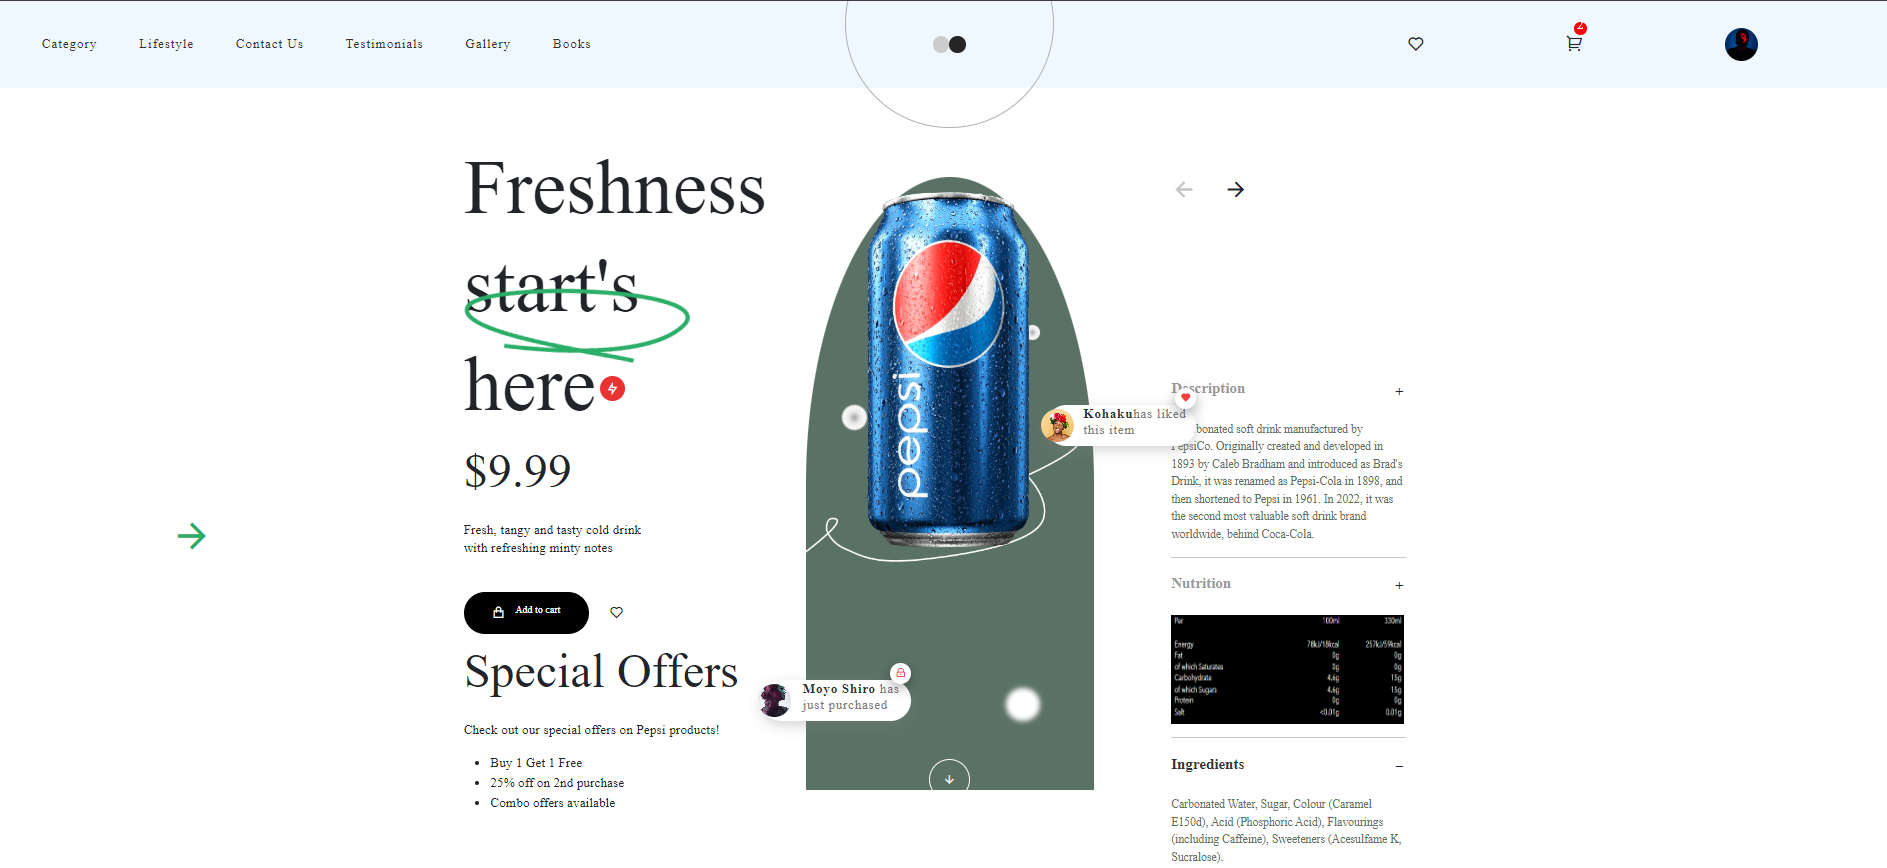 Category Lifestyle Contact Us Testimonials Gallery Books
2
Freshness
start's
here
$9.99
Fresh, tangy and tasty cold drink
with refreshing minty notes
Add to cart
Special Offers
Check out our special offers on Pepsi products!
Buy 1 Get 1 Free
25% off on 2nd purchase
Combo offers available
pepsi
Kohakuhas liked
this item
Moyo Shiro has
just purchased
Description +
bonated soft drink manufactured by
PepsiCo. Originally created and developed in
1893 by Caleb Bradham and introduced as Brad's
Drink, it was renamed as Pepsi-Cola in 1898, and
then shortened to Pepsi in 1961. In 2022, it was
the second most valuable soft drink brand
worldwide, behind Coca-Cola.
Nutrition +
Per 100ml 330ml
Energy 78kJ/18kcal 257kJ/59kcal
Fat 0g 0g
of which Saturates 0g 0g
Carbohydrate 4.6g 15g
of which Sugars 4.6g 15g
Protein 0g 0g
Salt <0.01g 0.01g
Ingredients −
Carbonated Water, Sugar, Colour (Caramel
E150d), Acid (Phosphoric Acid), Flavourings
(including Caffeine), Sweeteners (Acesulfame K,
Sucralose).